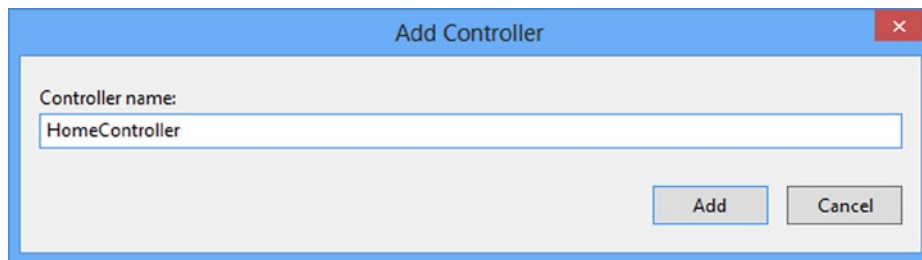 Add Controller
Controller name:
HomeController
Add Cancel